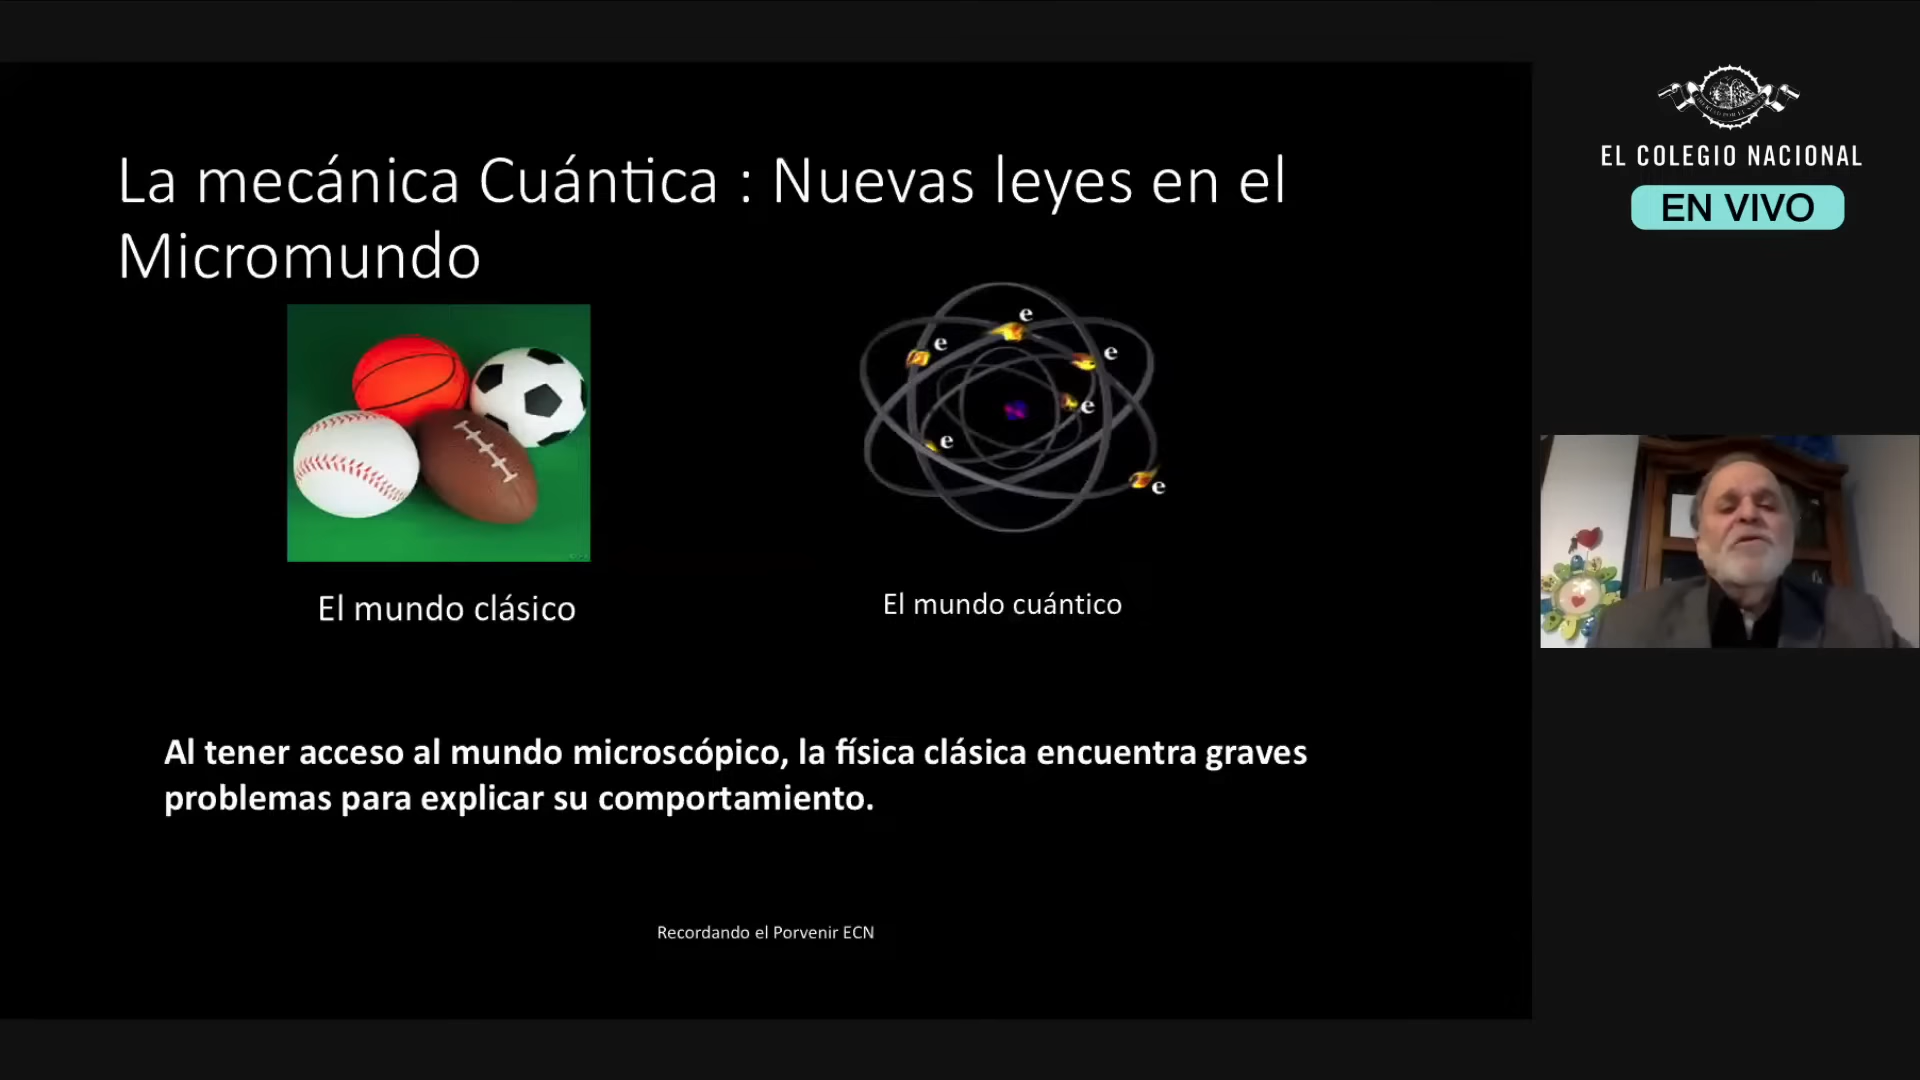 La mecánica Cuántica : Nuevas leyes en el
Micromundo
e
e
e
e
e
e
El mundo clásico
El mundo cuántico
Al tener acceso al mundo microscópico, la física clásica encuentra graves
problemas para explicar su comportamiento.
Recordando el Porvenir ECN
EL COLEGIO NACIONAL
EN VIVO